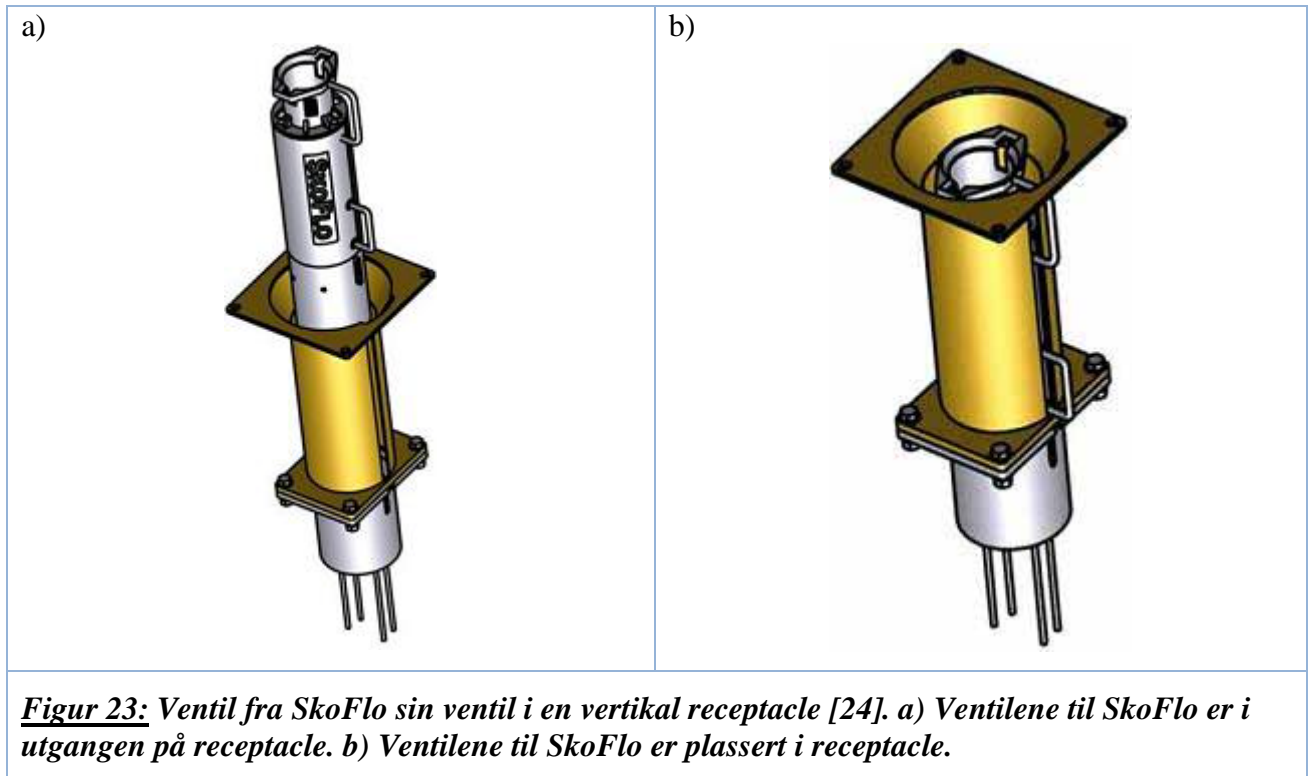 a)
b)
SkoFlo
Figur 23: Ventil fra SkoFlo sin ventil i en vertikal receptacle [24]. a) Ventilene til SkoFlo er i
utgangen på receptacle. b) Ventilene til SkoFlo er plassert i receptacle.